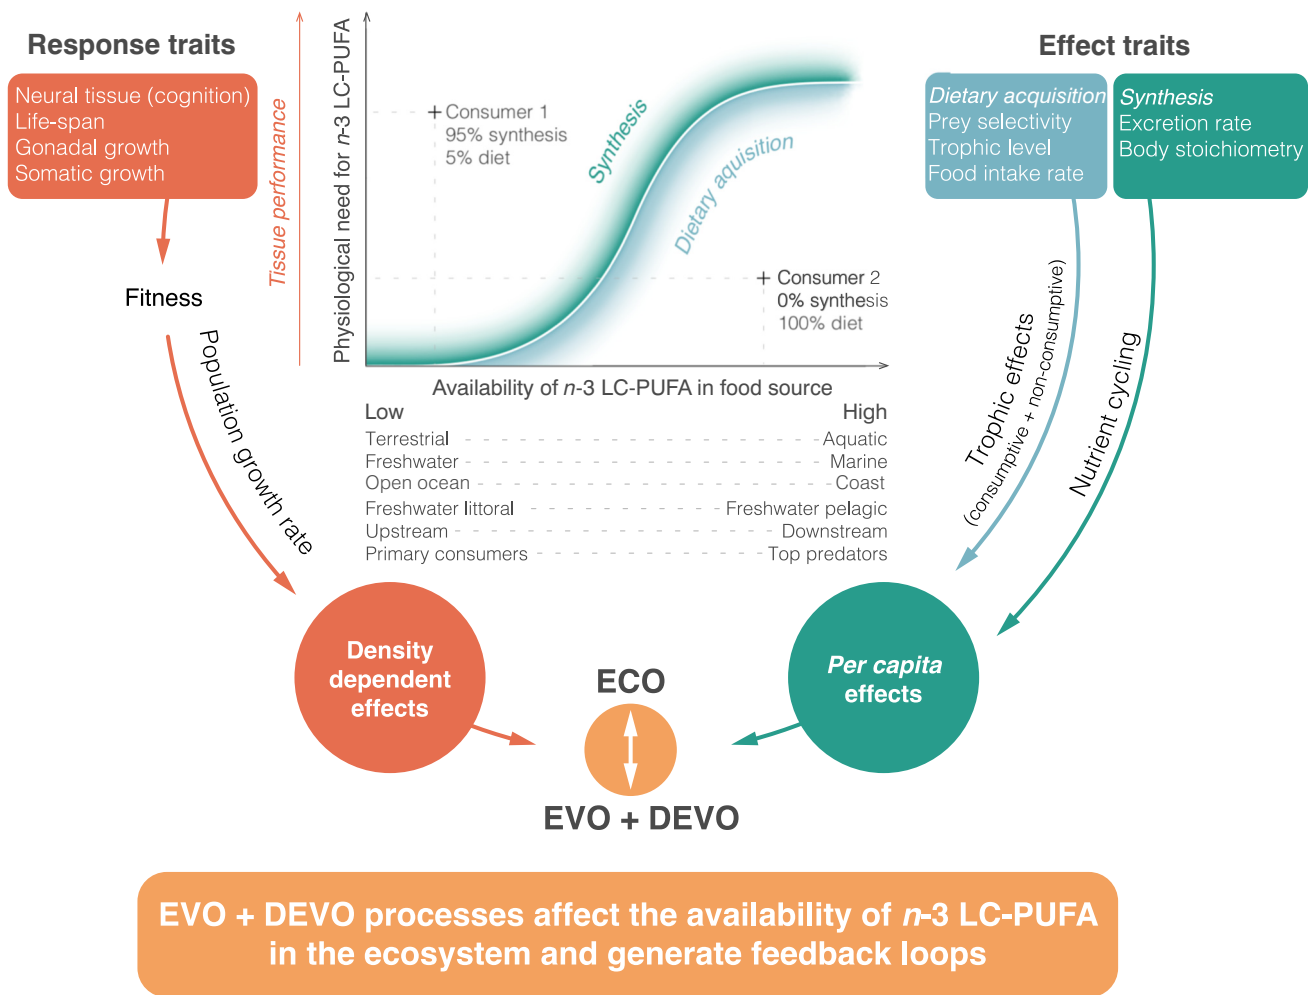 Response traits
Neural tissue (cognition)
Life-span
Gonadal growth
Somatic growth
Fitness
Population growth rate
Tissue performance
Physiological need for n-3 LC-PUFA
Consumer 1
95% synthesis
5% diet
Synthesis
Dietary aquisition
Consumer 2
0% synthesis
100% diet
Availability of n-3 LC-PUFA in food source
Low High
Terrestrial Aquatic
Freshwater Marine
Open ocean Coast
Freshwater littoral Freshwater pelagic
Upstream Downstream
Primary consumers Top predators
Effect traits
Dietary acquisition
Prey selectivity
Trophic level
Food intake rate
Synthesis
Excretion rate
Body stoichiometry
Trophic effects
(consumptive + non-consumptive)
Nutrient cycling
Density
dependent
effects
Per capita
effects
ECO
EVO + DEVO
EVO + DEVO processes affect the availability of n-3 LC-PUFA
in the ecosystem and generate feedback loops